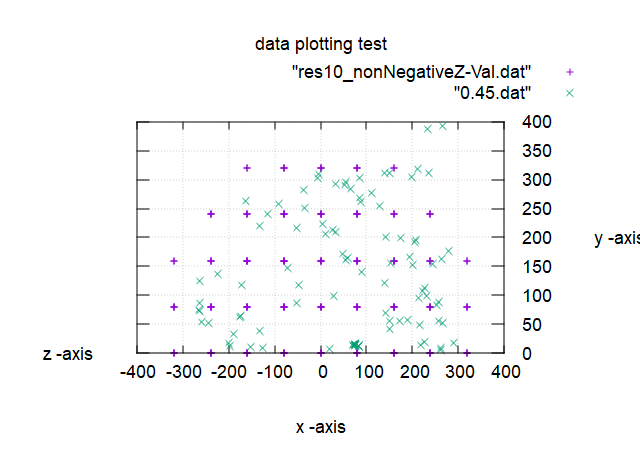 data plotting test
"res10_nonNegativeZ-Val.dat"
"0.45.dat"
400
350
300
250
200
150
100
50
0
y -axis
z -axis
-400 -300 -200 -100 0 100 200 300 400
x -axis